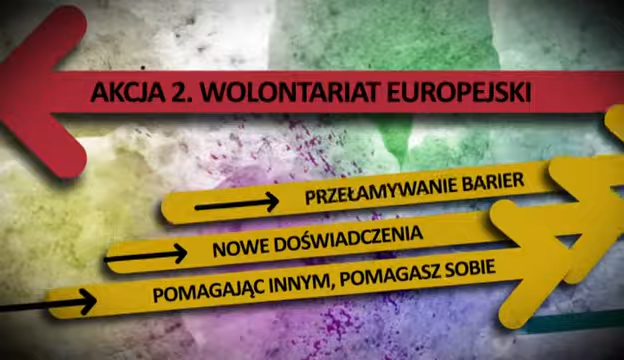 AKCJA 2. WOLONTARIAT EUROPEJSKI
PRZEŁAMYWANIE BARIER
NOWE DOŚWIADCZENIA
POMAGAJĄC INNYM, POMAGASZ SOBIE